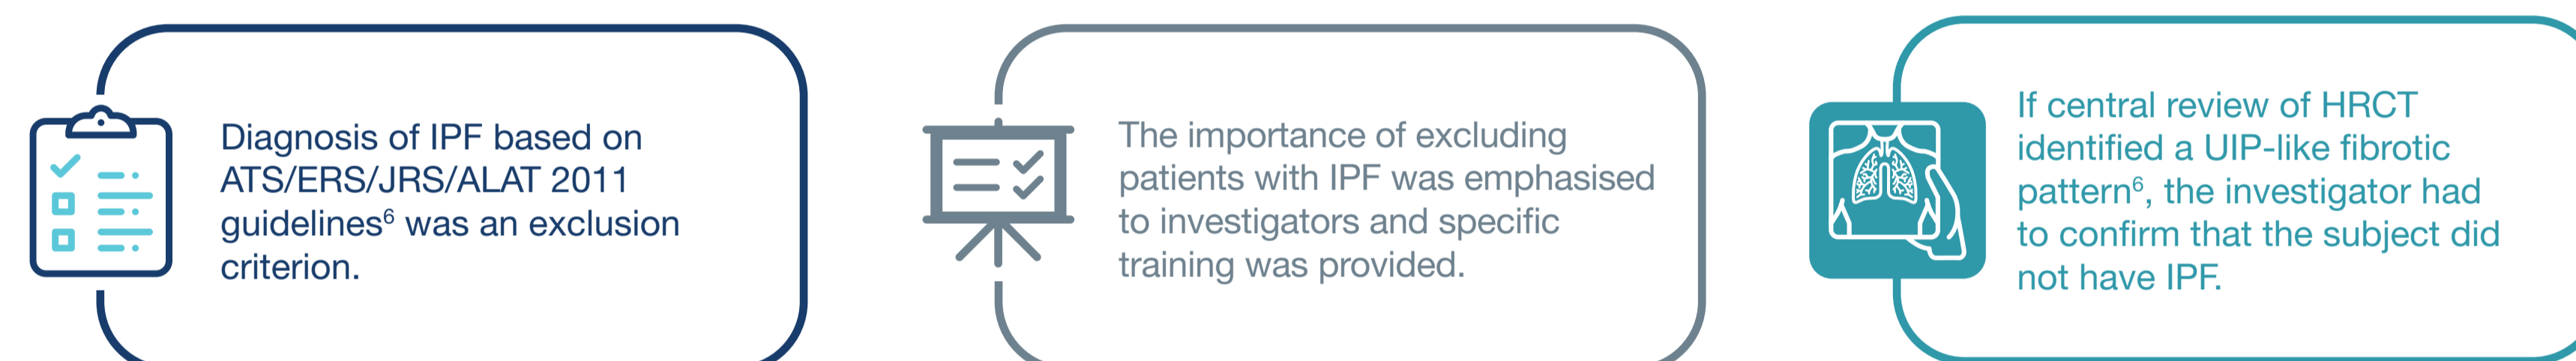 Diagnosis of IPF based on
ATS/ERS/JRS/ALAT 2011
guidelines⁶ was an exclusion
criterion.
The importance of excluding
patients with IPF was emphasised
to investigators and specific
training was provided.
If central review of HRCT
identified a UIP-like fibrotic
pattern⁶, the investigator had
to confirm that the subject did
not have IPF.